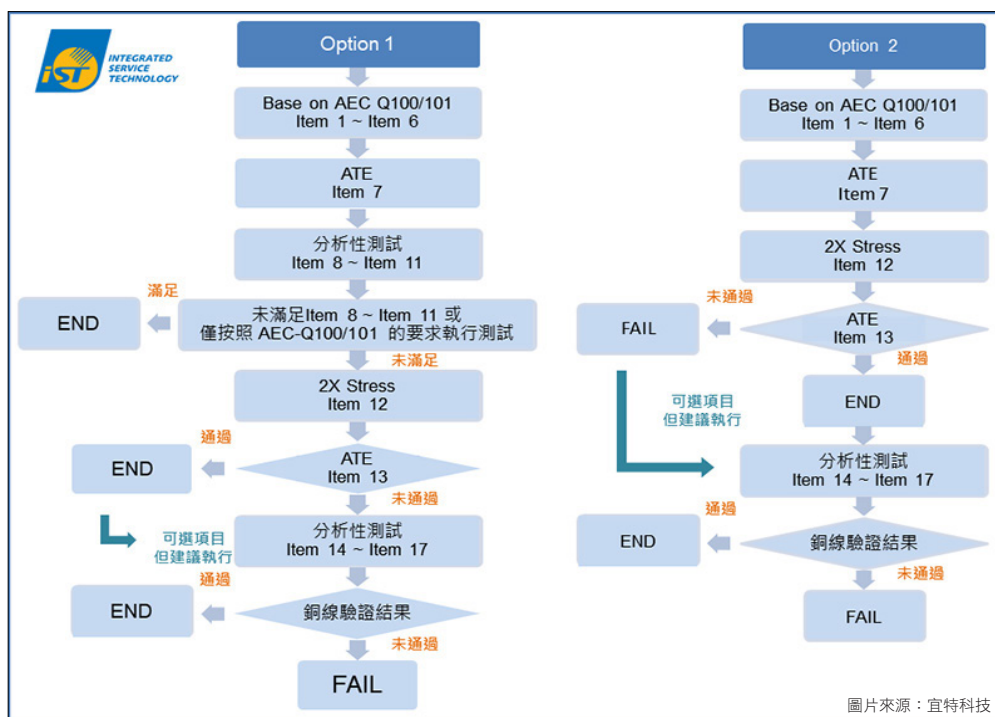 iST
INTEGRATED
SERVICE
TECHNOLOGY
Option 1
Base on AEC Q100/101
Item 1 ~ Item 6
ATE
Item 7
分析性測試
Item 8 ~ Item 11
滿足
END
未滿足Item 8 ~ Item 11 或
僅按照 AEC-Q100/101 的要求執行測試
未滿足
2X Stress
Item 12
通過
END
ATE
Item 13
未通過
可選項目
但建議執行
分析性測試
Item 14 ~ Item 17
通過
END
銅線驗證結果
未通過
FAIL
Option 2
Base on AEC Q100/101
Item 1 ~ Item 6
ATE
Item 7
2X Stress
Item 12
未通過
FAIL
ATE
Item 13
通過
可選項目
但建議執行
END
分析性測試
Item 14 ~ Item 17
通過
END
銅線驗證結果
未通過
FAIL
圖片來源：宜特科技